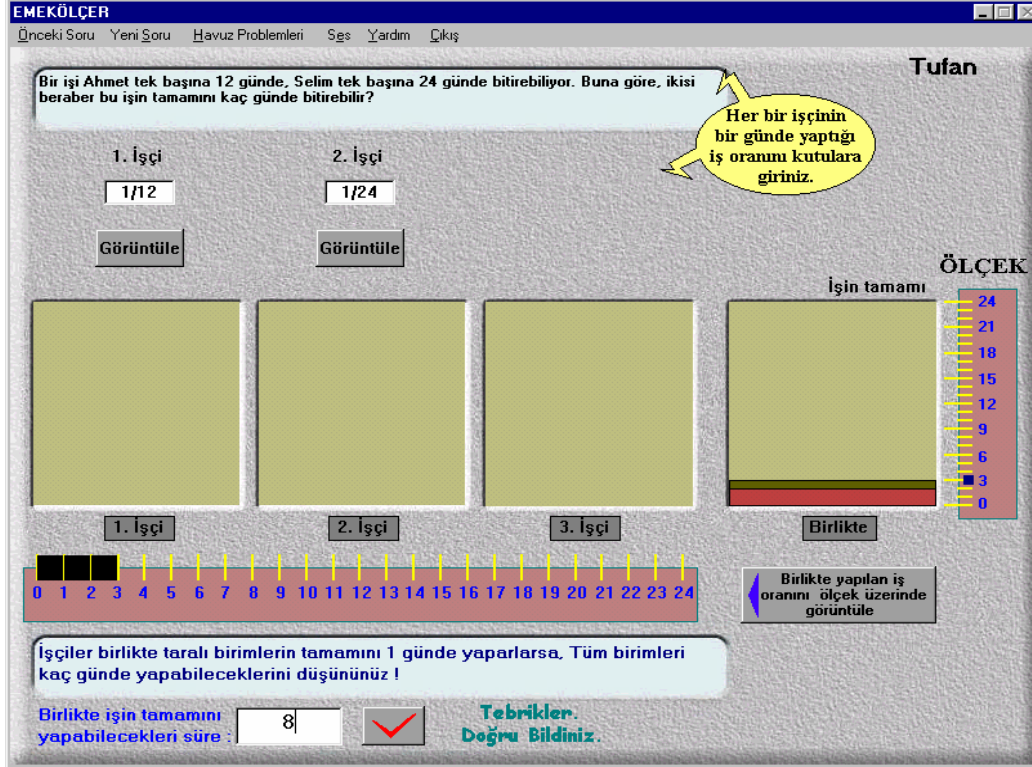 EMEKÖLÇER
Önceki Soru Yeni Soru Havuz Problemleri Ses Yardım Çıkış
Tufan
Bir işi Ahmet tek başına 12 günde, Selim tek başına 24 günde bitirebiliyor. Buna göre, ikisi
beraber bu işin tamamını kaç günde bitirebilir?
Her bir işçinin
bir günde yaptığı
iş oranını kutulara
giriniz.
1. İşçi 2. İşçi
1/12 1/24
Görüntüle Görüntüle
ÖLÇEK
İşin tamamı
24
21
18
15
12
9
6
3
0
1. İşçi 2. İşçi 3. İşçi Birlikte
0 1 2 3 4 5 6 7 8 9 10 11 12 13 14 15 16 17 18 19 20 21 22 23 24
Birlikte yapılan iş
oranını ölçek üzerinde
görüntüle
İşçiler birlikte taralı birimlerin tamamını 1 günde yaparlarsa, Tüm birimleri
kaç günde yapabileceklerini düşününüz !
Birlikte işin tamamını
yapabilecekleri süre : 8
Tebrikler.
Doğru Bildiniz.